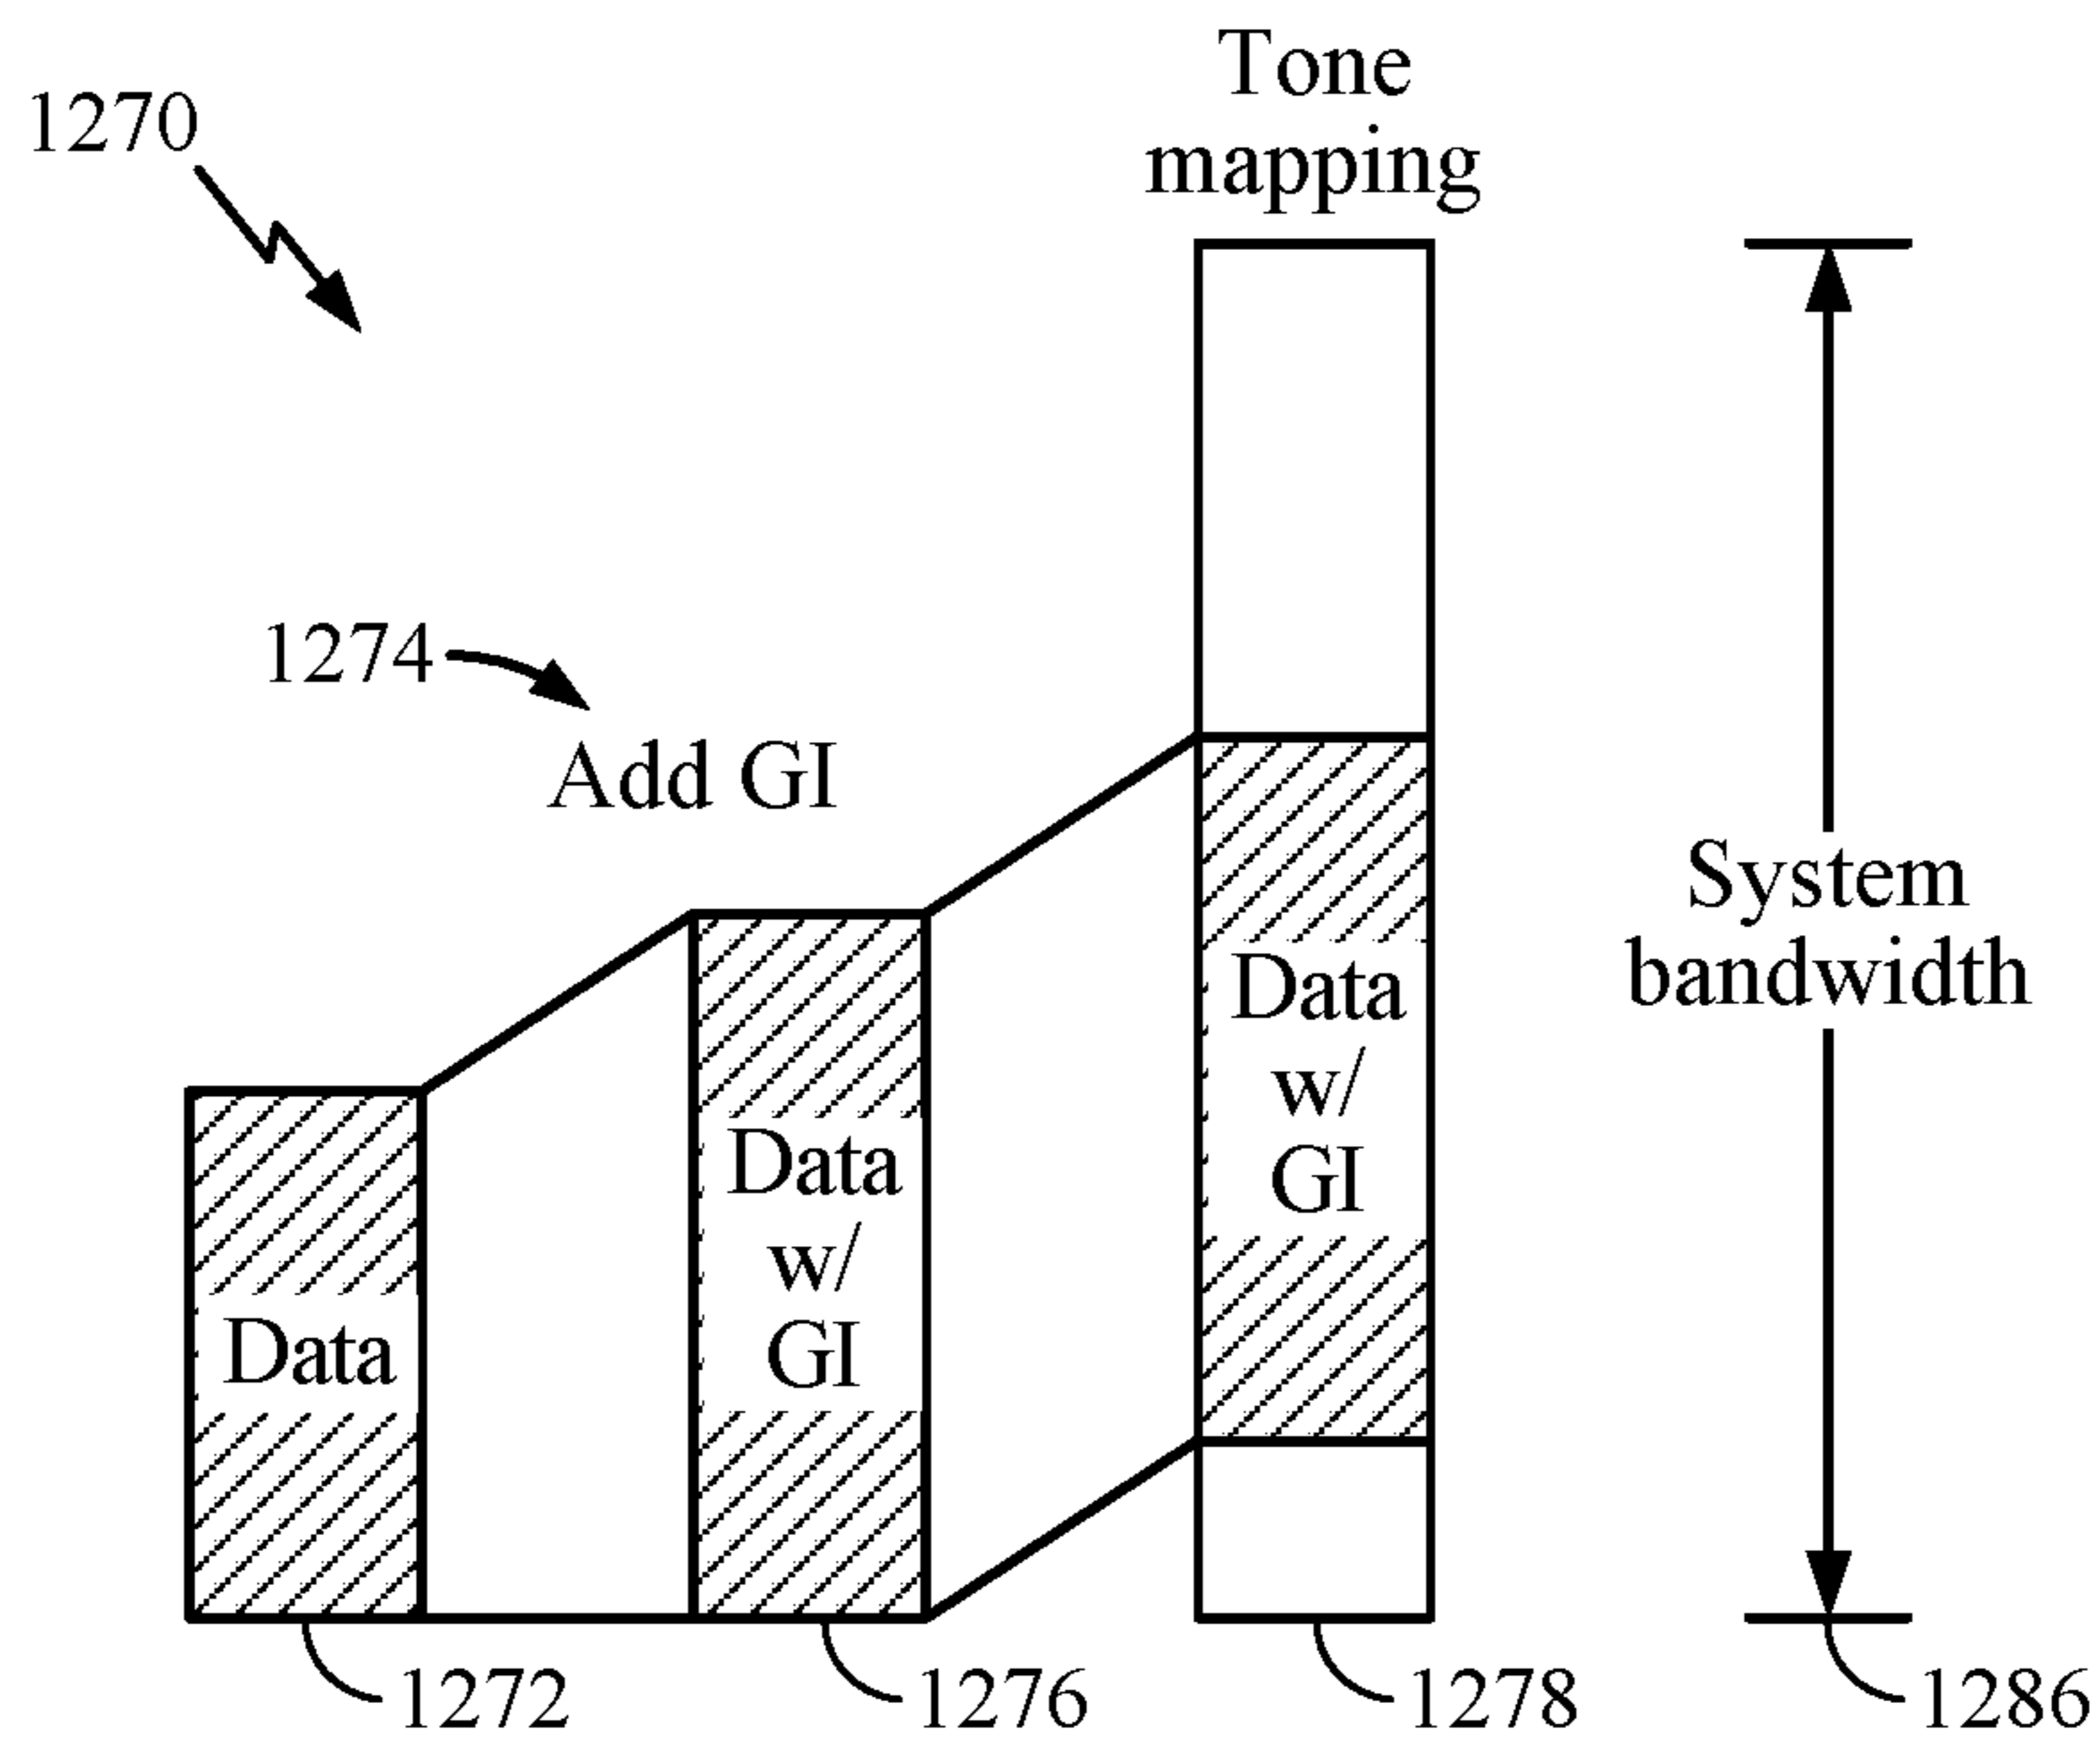 Tone
mapping
1270
1274
Add GI
System
bandwidth
Data
w/
GI
Data
w/
GI
Data
1272
1276
1278
1286